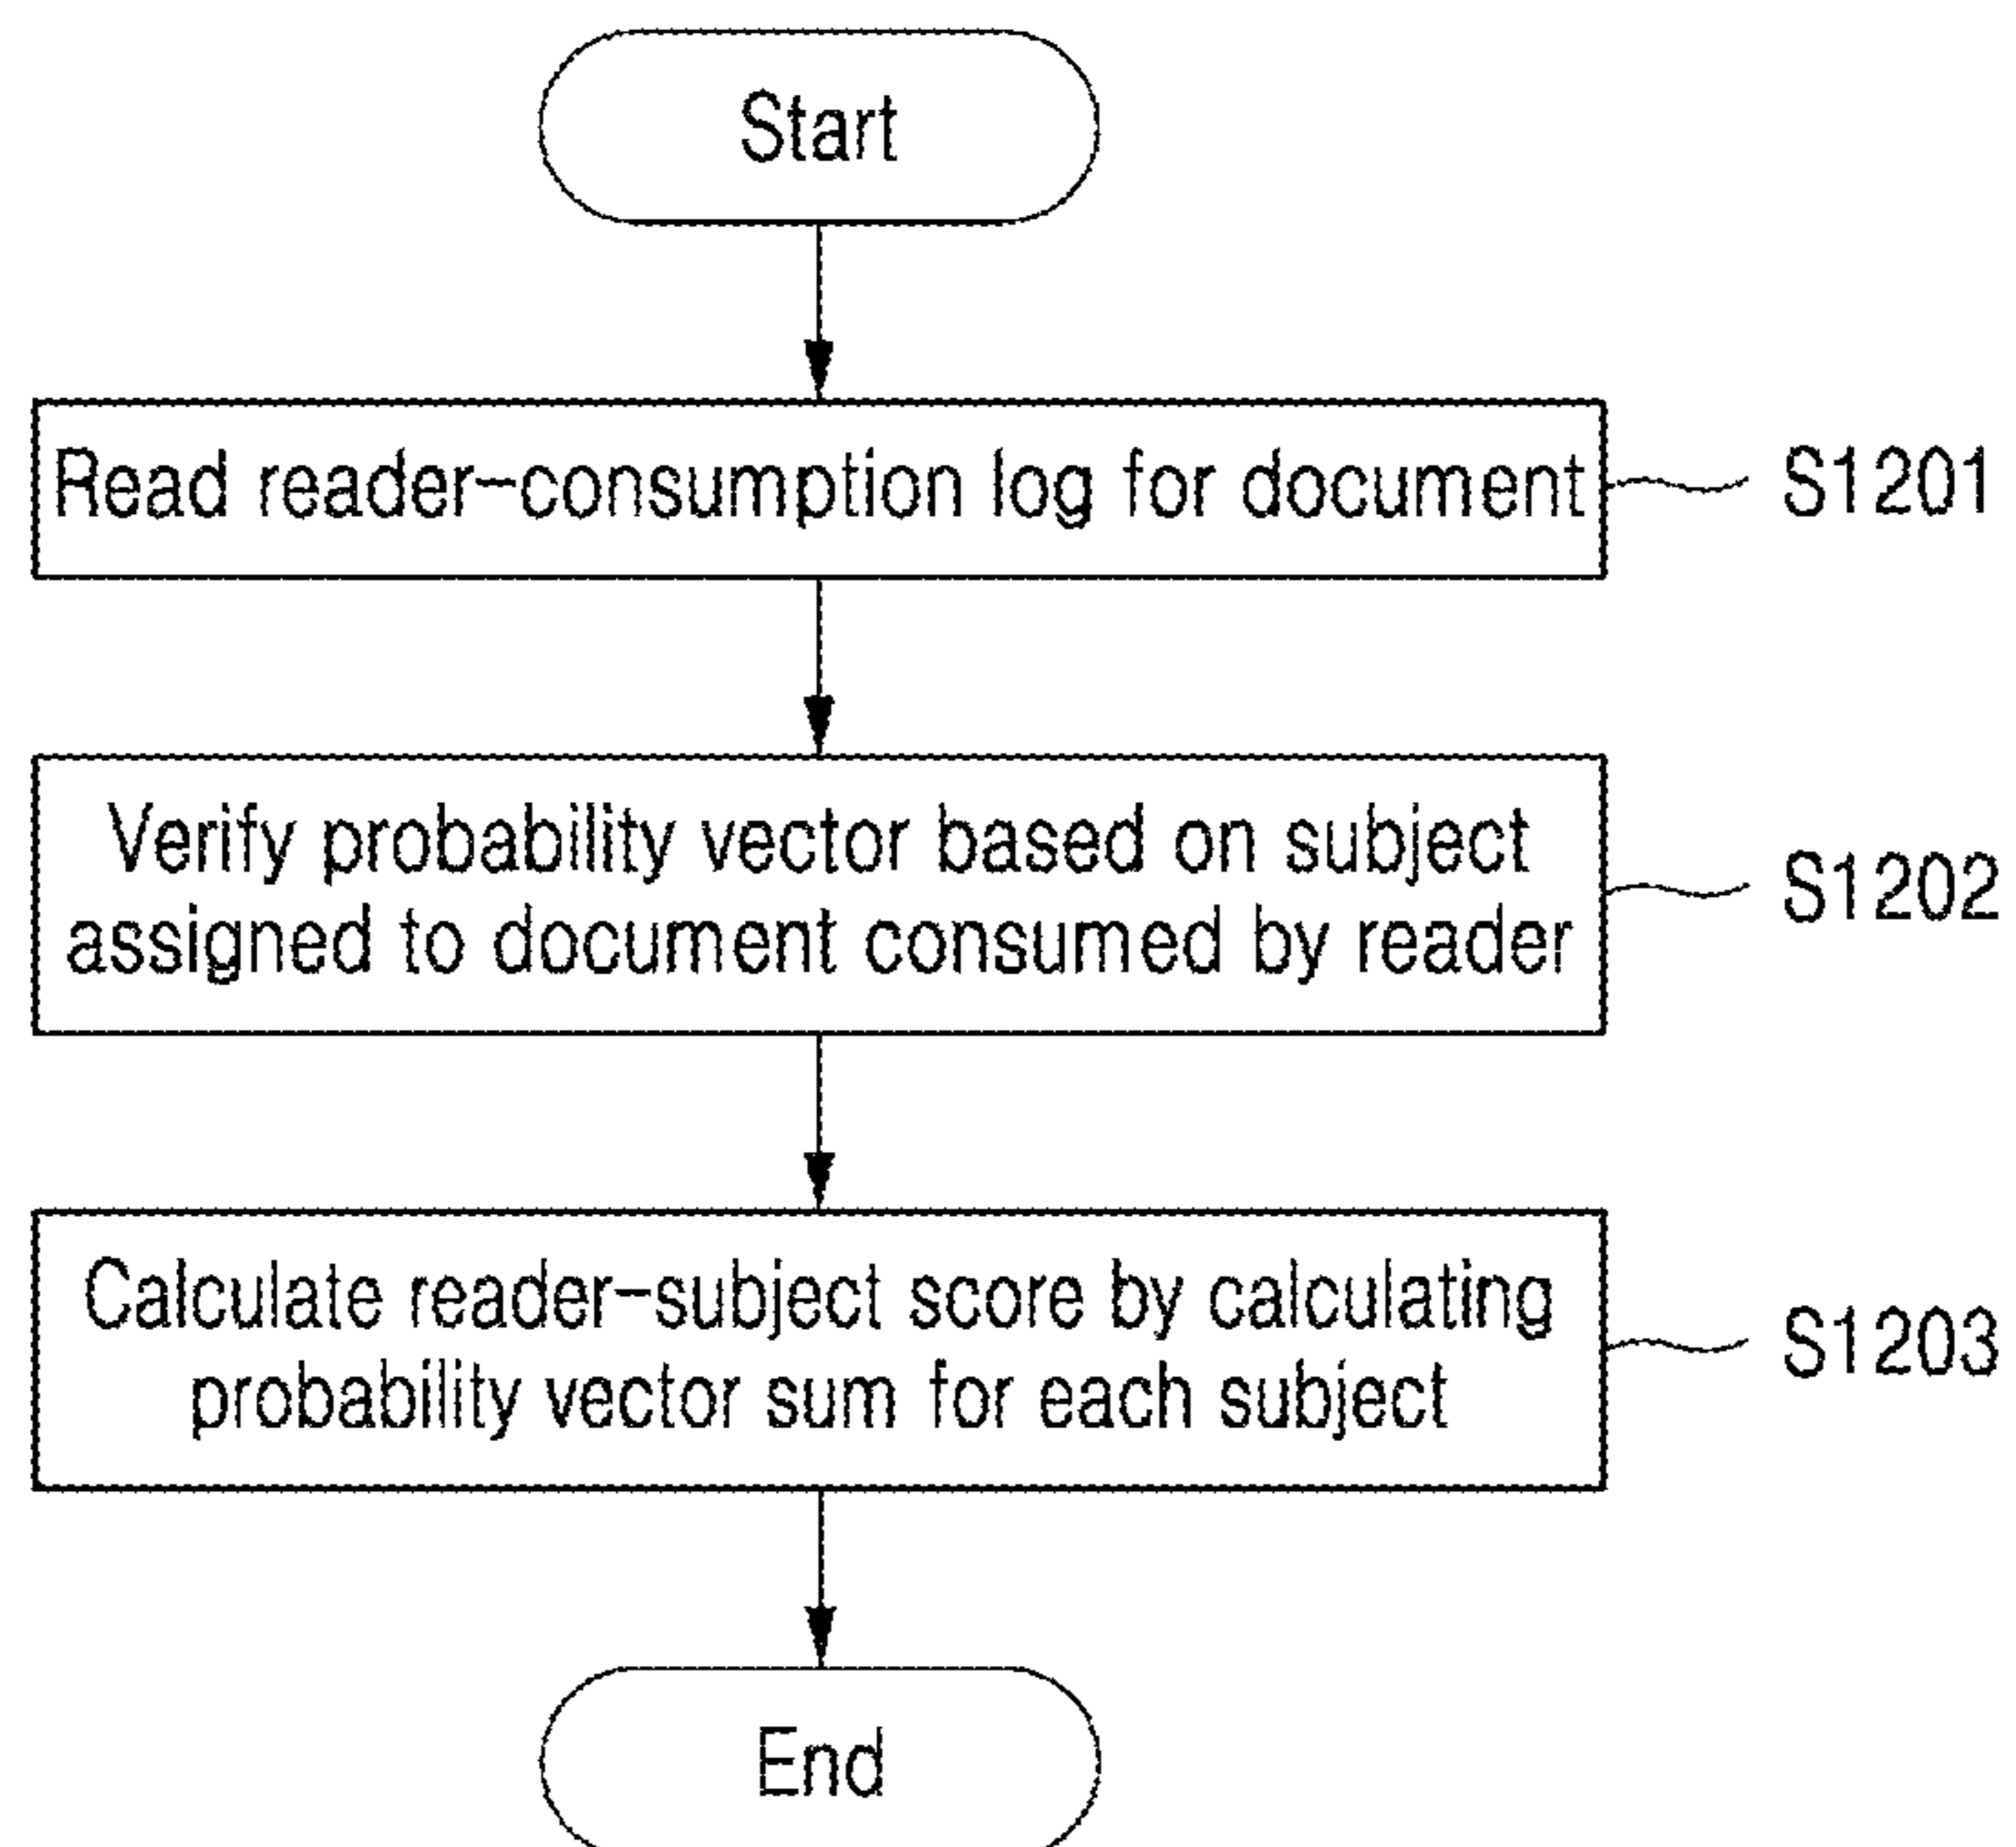 Start
Read reader-consumption log for document
S1201
Verify probability vector based on subject
assigned to document consumed by reader
S1202
Calculate reader-subject score by calculating
probability vector sum for each subject
S1203
End